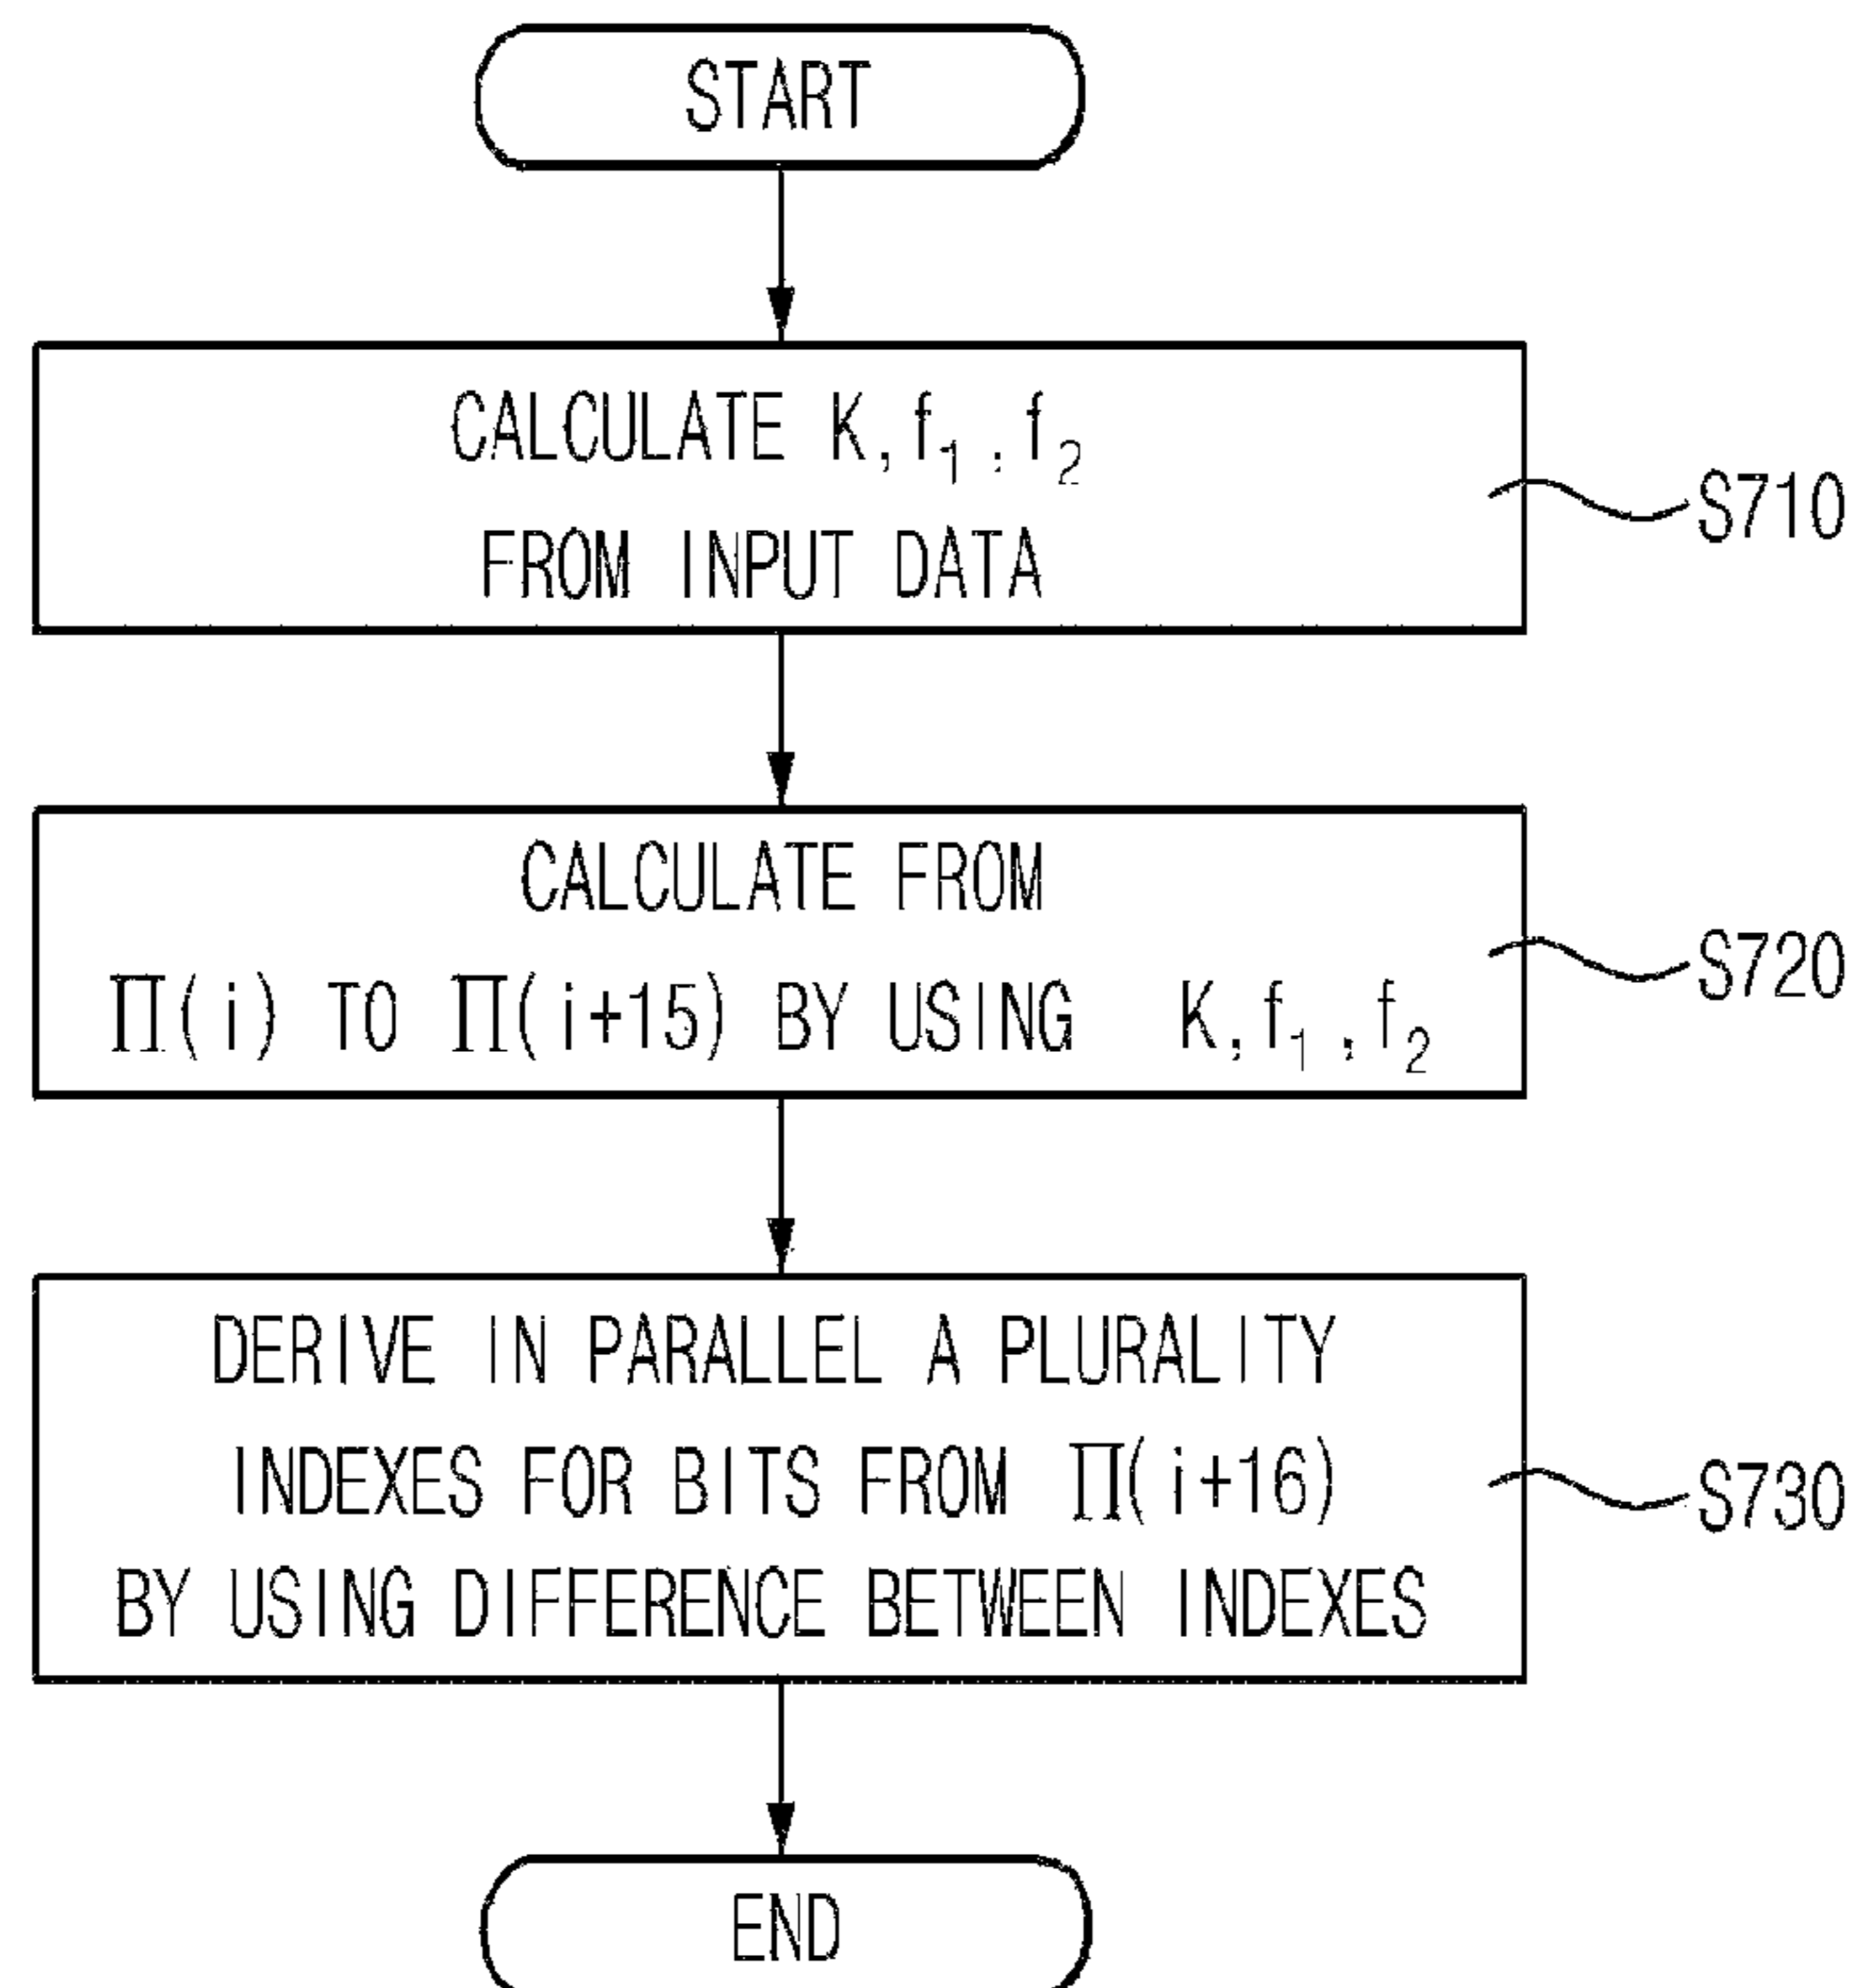 START
CALCULATE K, f₁, f₂
FROM INPUT DATA
S710
CALCULATE FROM
Π(i) TO Π(i+15) BY USING K, f₁, f₂
S720
DERIVE IN PARALLEL A PLURALITY
INDEXES FOR BITS FROM Π(i+16)
BY USING DIFFERENCE BETWEEN INDEXES
S730
END